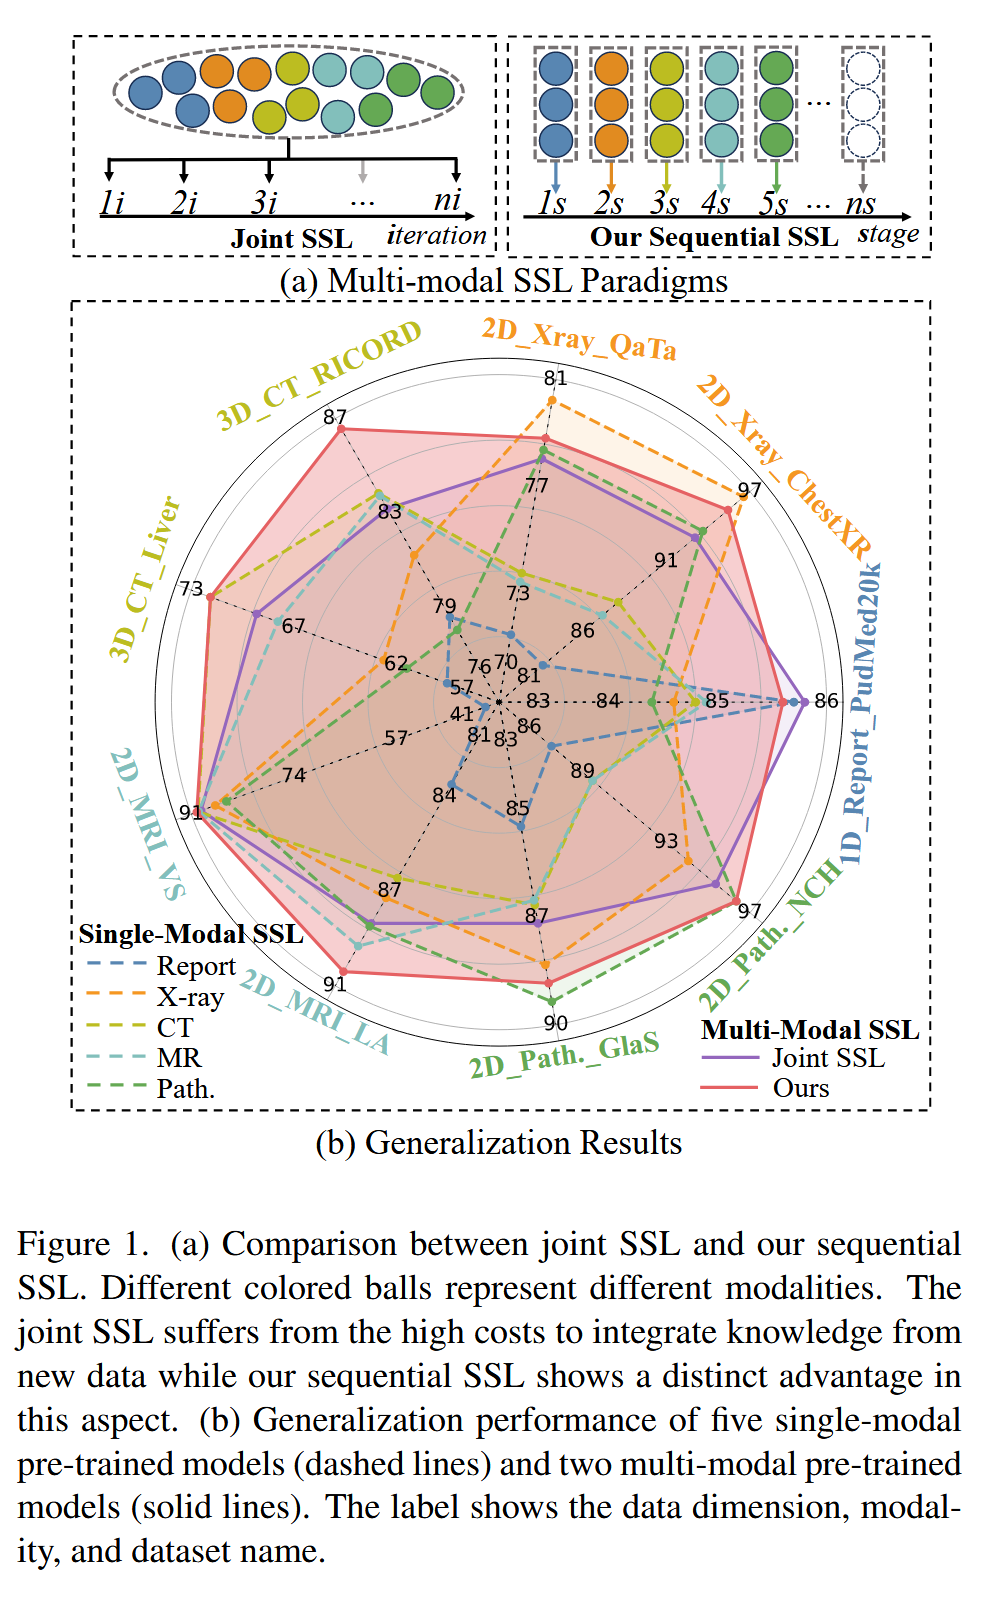 1i 2i 3i ... ni
Joint SSL iteration
1s 2s 3s 4s 5s ... ns
...
Our Sequential SSL stage
(a) Multi-modal SSL Paradigms
2D_Xray_QaTa
3D_CT_RICORD
2D_Xray_ChestXR
3D_CT_Liver
1D_Report_PudMed20k
2D_MRI_VS
2D_MRI_LA
2D_Path._GlaS
2D_Path._NCH
81
77
73
70
97
91
86
81
86
85
84
83
97
93
89
86
90
87
85
83
91
87
84
81
91
74
57
41
73
67
62
57
87
83
79
76
Single-Modal SSL
Report
X-ray
CT
MR
Path.
Multi-Modal SSL
Joint SSL
Ours
(b) Generalization Results
Figure 1. (a) Comparison between joint SSL and our sequential
SSL. Different colored balls represent different modalities. The
joint SSL suffers from the high costs to integrate knowledge from
new data while our sequential SSL shows a distinct advantage in
this aspect. (b) Generalization performance of five single-modal
pre-trained models (dashed lines) and two multi-modal pre-trained
models (solid lines). The label shows the data dimension, modal-
ity, and dataset name.